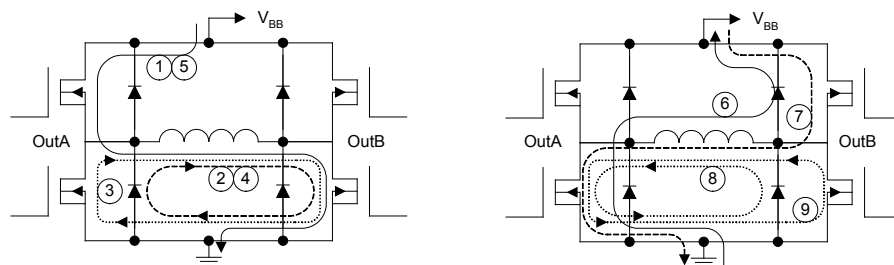 V_BB
① ⑤
OutA
OutB
② ④
③
V_BB
⑥
⑦
OutA
OutB
⑧
⑨